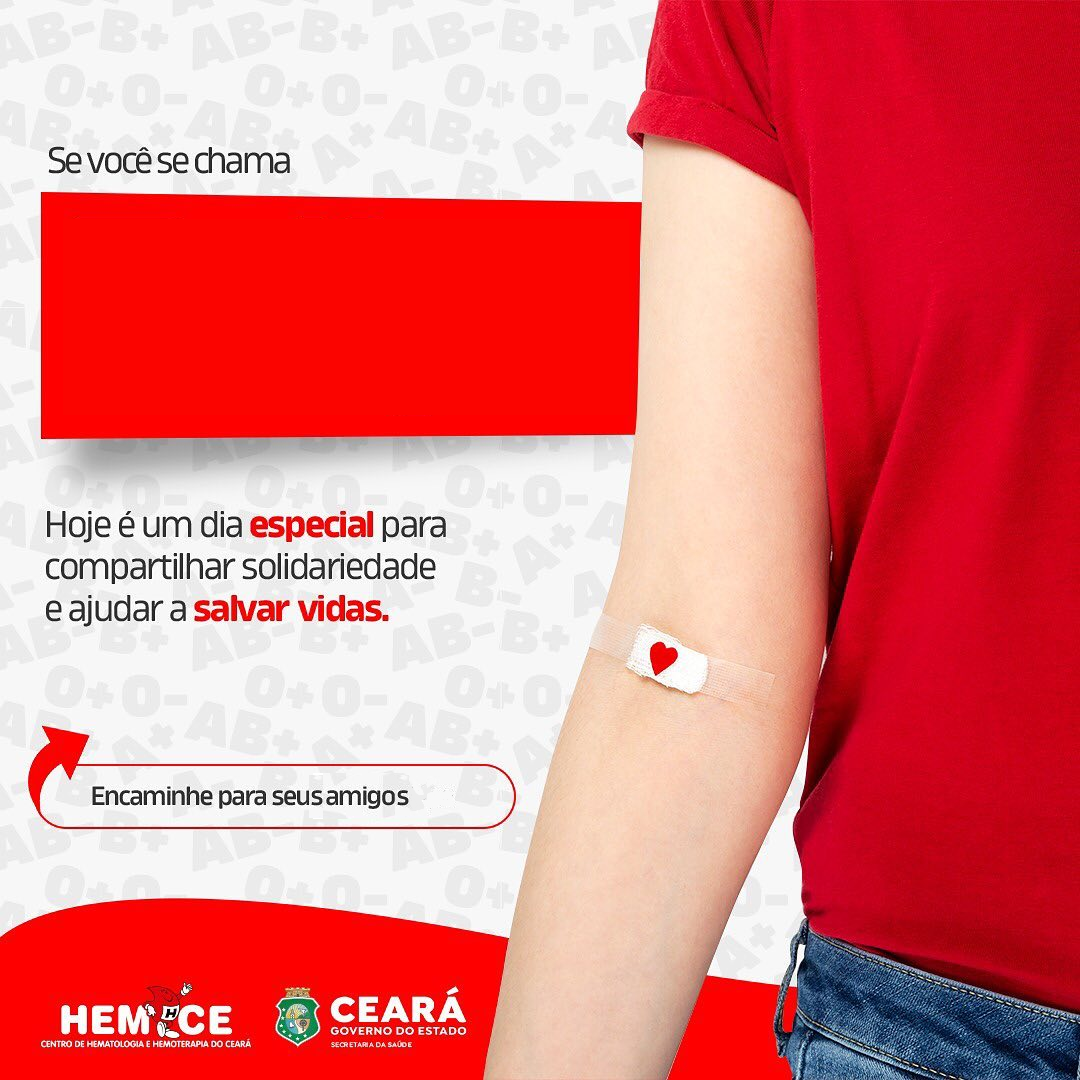 Se você se chama
Hoje é um dia especial para
compartilhar solidariedade
e ajudar a salvar vidas.
Encaminhe para seus amigos
HEMOCE
CENTRO DE HEMATOLOGIA E HEMOTERAPIA DO CEARÁ
CEARÁ
GOVERNO DO ESTADO
SECRETARIA DA SAÚDE